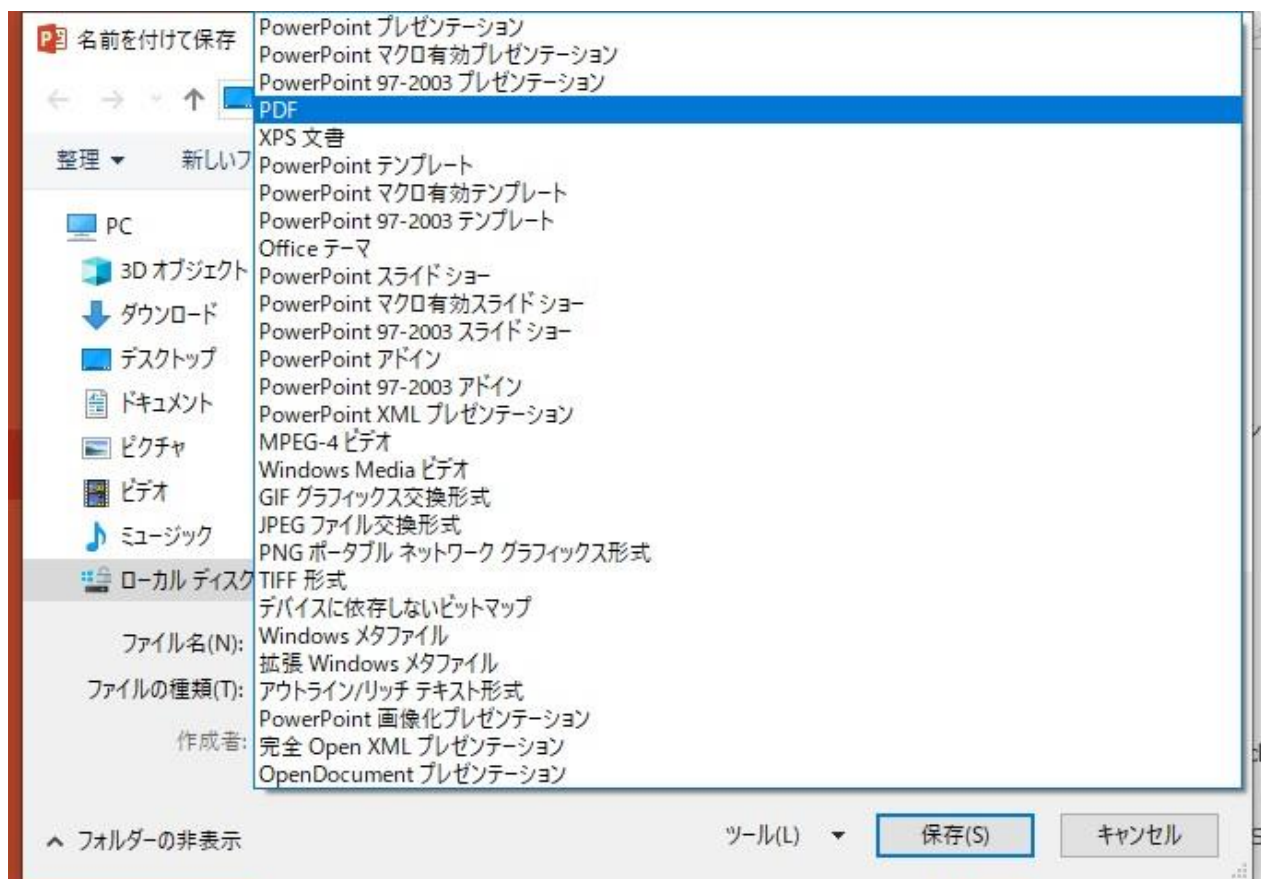 名前を付けて保存
整理
新しいフ
PC
3D オブジェクト
ダウンロード
デスクトップ
ドキュメント
ピクチャ
ビデオ
ミュージック
ローカル ディスク
ファイル名(N):
ファイルの種類(T):
作成者:
PowerPoint プレゼンテーション
PowerPoint マクロ有効プレゼンテーション
PowerPoint 97-2003 プレゼンテーション
PDF
XPS 文書
PowerPoint テンプレート
PowerPoint マクロ有効テンプレート
PowerPoint 97-2003 テンプレート
Office テーマ
PowerPoint スライド ショー
PowerPoint マクロ有効スライド ショー
PowerPoint 97-2003 スライド ショー
PowerPoint アドイン
PowerPoint 97-2003 アドイン
PowerPoint XML プレゼンテーション
MPEG-4 ビデオ
Windows Media ビデオ
GIF グラフィックス交換形式
JPEG ファイル交換形式
PNG ポータブル ネットワーク グラフィックス形式
TIFF 形式
デバイスに依存しないビットマップ
Windows メタファイル
拡張 Windows メタファイル
アウトライン/リッチ テキスト形式
PowerPoint 画像化プレゼンテーション
完全 Open XML プレゼンテーション
OpenDocument プレゼンテーション
フォルダーの非表示
ツール(L)
保存(S)
キャンセル